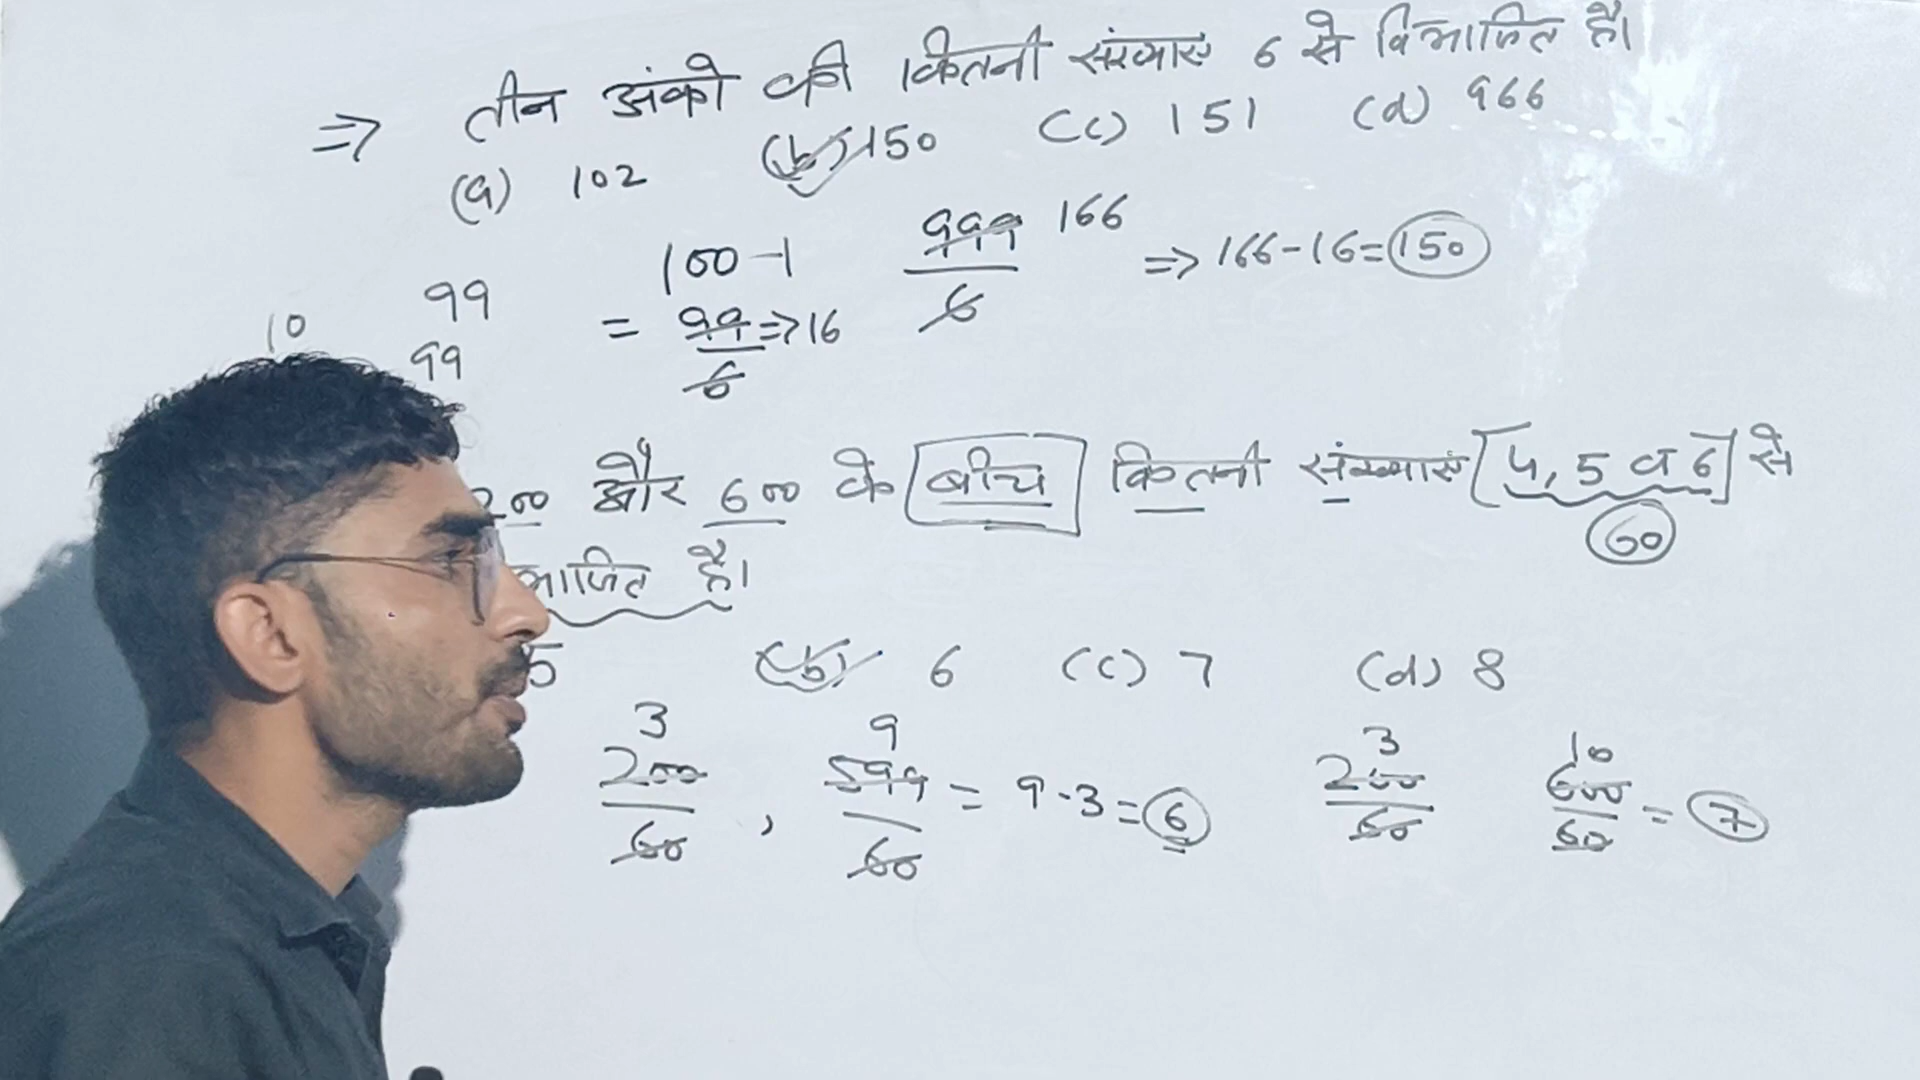 ⇒ तीन अंको की कितनी संख्याएं 6 से विभाजित है।
(a) 102 (b) 150 (c) 151 (d) 966
100-1 999 166 ⇒ 166-16=150
10 99 = 99 ⇒ 16 6
99 6
200 और 600 के बीच कितनी संख्याएं [4, 5 व 6] से
60
भाजित है।
5 (b) 6 (c) 7 (d) 8
3 9 3 10
200 , 599 = 9-3=6 200 600 = 7
60 60 60 60